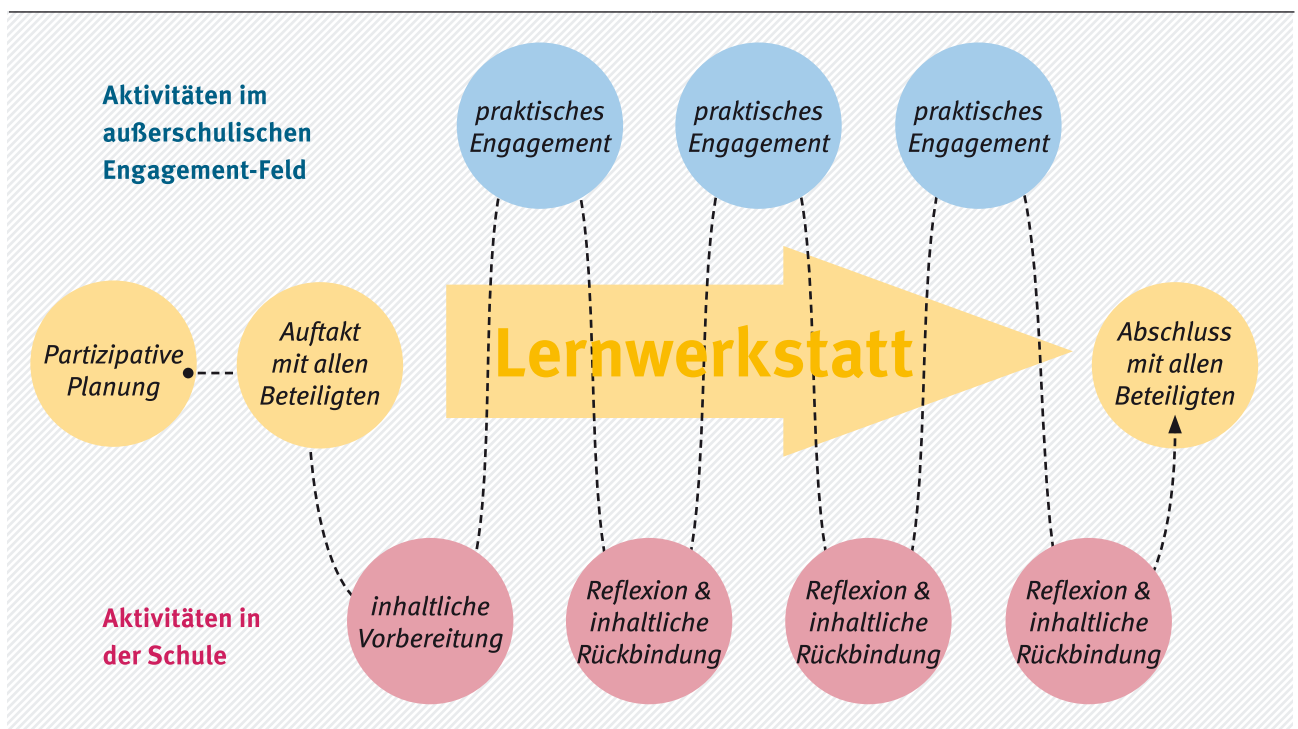 Aktivitäten im
außerschulischen
Engagement-Feld
praktisches
Engagement
praktisches
Engagement
praktisches
Engagement
Partizipative
Planung
Auftakt
mit allen
Beteiligten
Lernwerkstatt
Abschluss
mit allen
Beteiligten
Aktivitäten in
der Schule
inhaltliche
Vorbereitung
Reflexion &
inhaltliche
Rückbindung
Reflexion &
inhaltliche
Rückbindung
Reflexion &
inhaltliche
Rückbindung